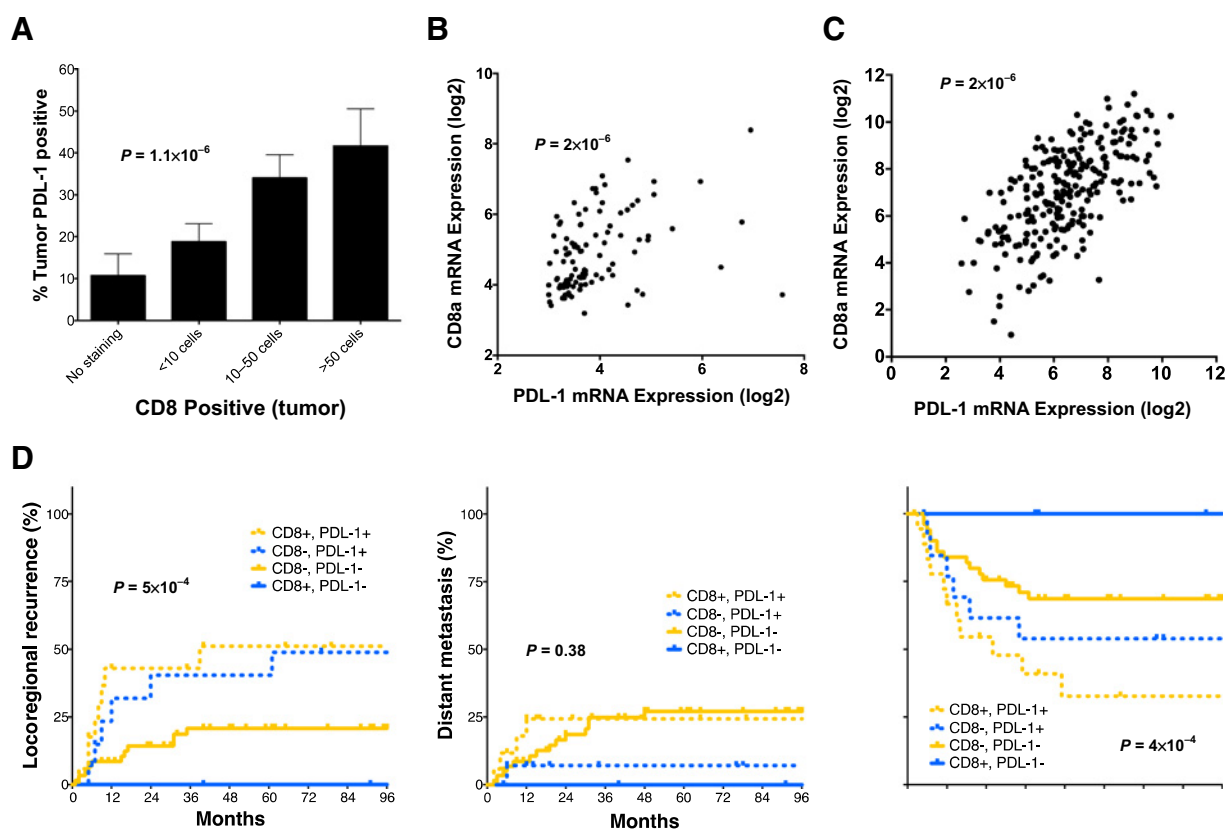 A
% Tumor PDL-1 positive
60
50
40
30
20
10
0
P = 1.1×10⁻⁶
No staining
<10 cells
10–50 cells
>50 cells
CD8 Positive (tumor)
B
CD8a mRNA Expression (log2)
10
8
6
4
2
P = 2×10⁻⁶
2
4
6
8
PDL-1 mRNA Expression (log2)
C
CD8a mRNA Expression (log2)
12
10
8
6
4
2
0
P = 2×10⁻⁶
0
2
4
6
8
10
12
PDL-1 mRNA Expression (log2)
D
Locoregional recurrence (%)
100
75
50
25
0
CD8+, PDL-1+
CD8-, PDL-1+
CD8-, PDL-1-
CD8+, PDL-1-
P = 5×10⁻⁴
0 12 24 36 48 60 72 84 96
Months
Distant metastasis (%)
100
75
50
25
0
CD8+, PDL-1+
CD8-, PDL-1+
CD8-, PDL-1-
CD8+, PDL-1-
P = 0.38
0 12 24 36 48 60 72 84 96
Months
CD8+, PDL-1+
CD8-, PDL-1+
CD8-, PDL-1-
CD8+, PDL-1-
P = 4×10⁻⁴